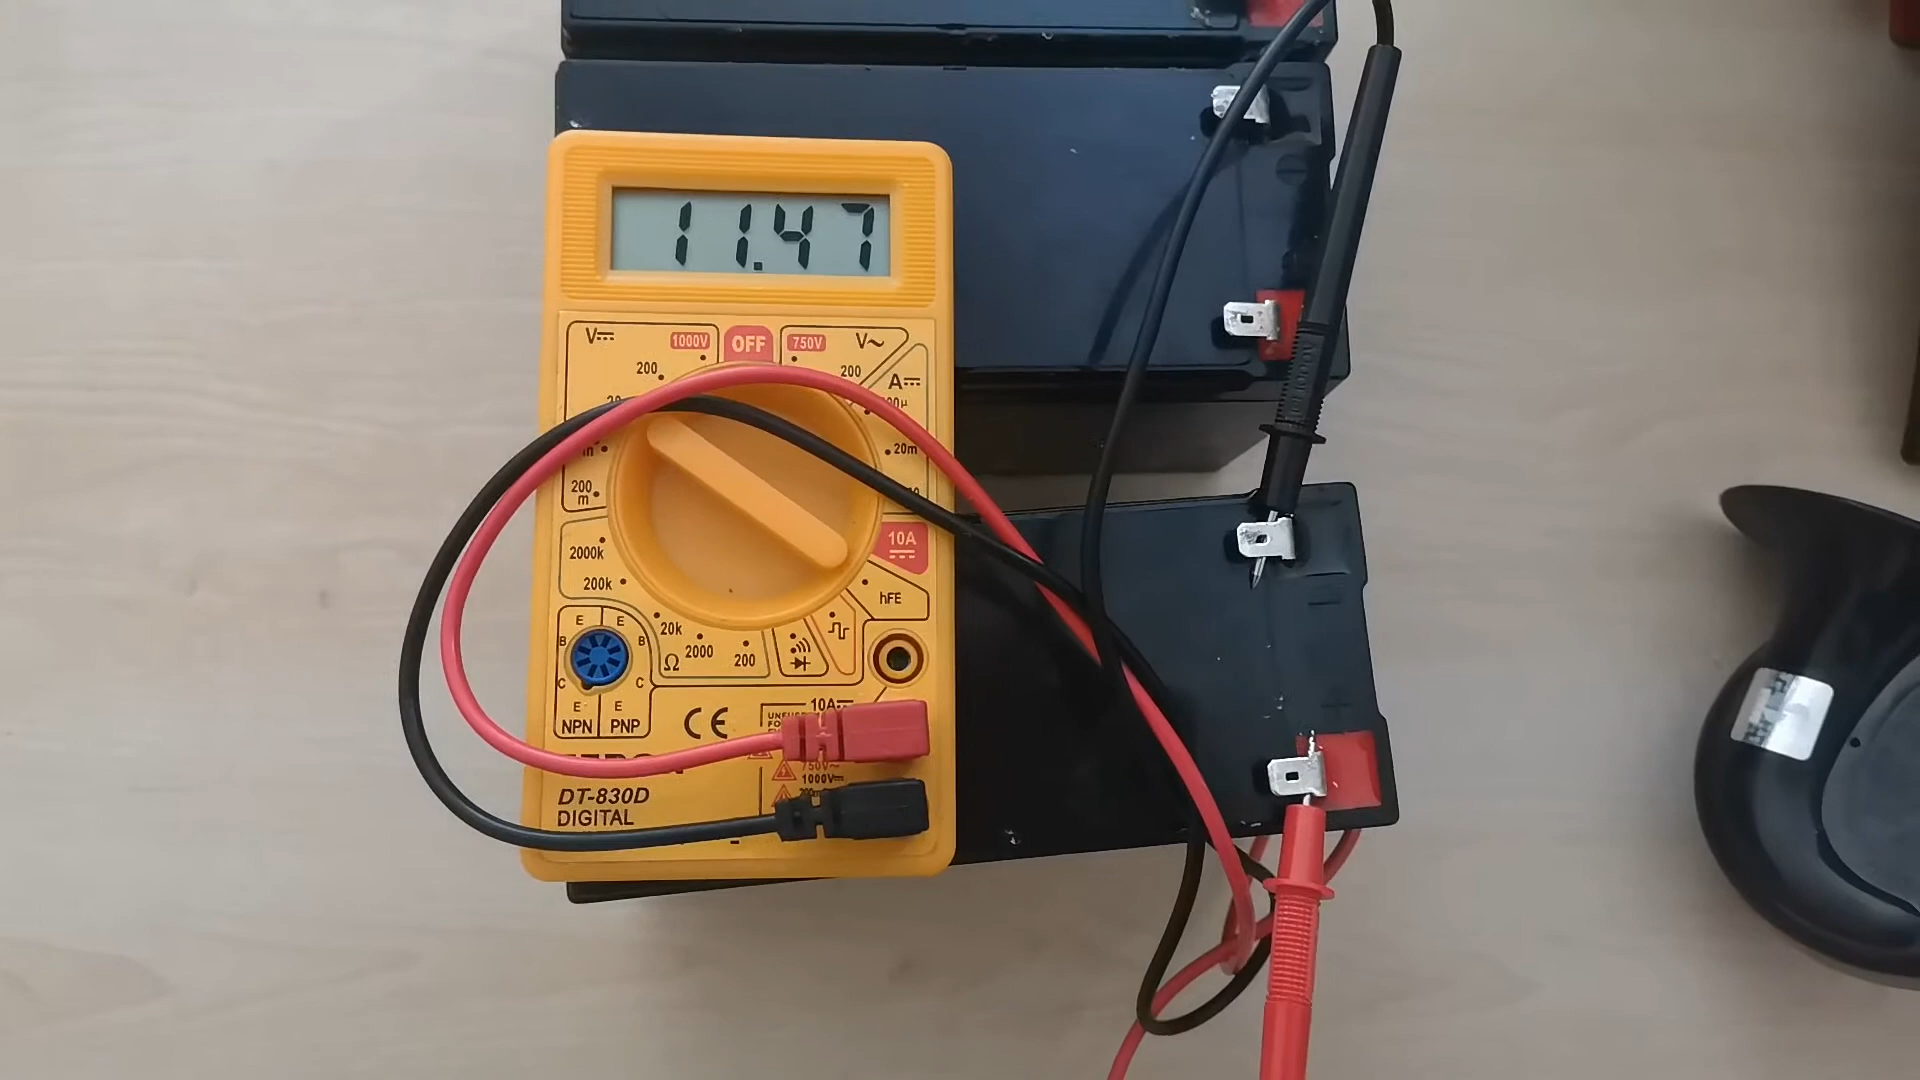 11.47
V⎓ 1000V OFF 750V V~
200 200
A⎓
20m
200
m
10A
2000k
200k
hFE
20k
Ω 2000 200
E E
B B
C C
E E
NPN PNP
CE
10A⎓
750V~
1000V⎓
DT-830D
DIGITAL